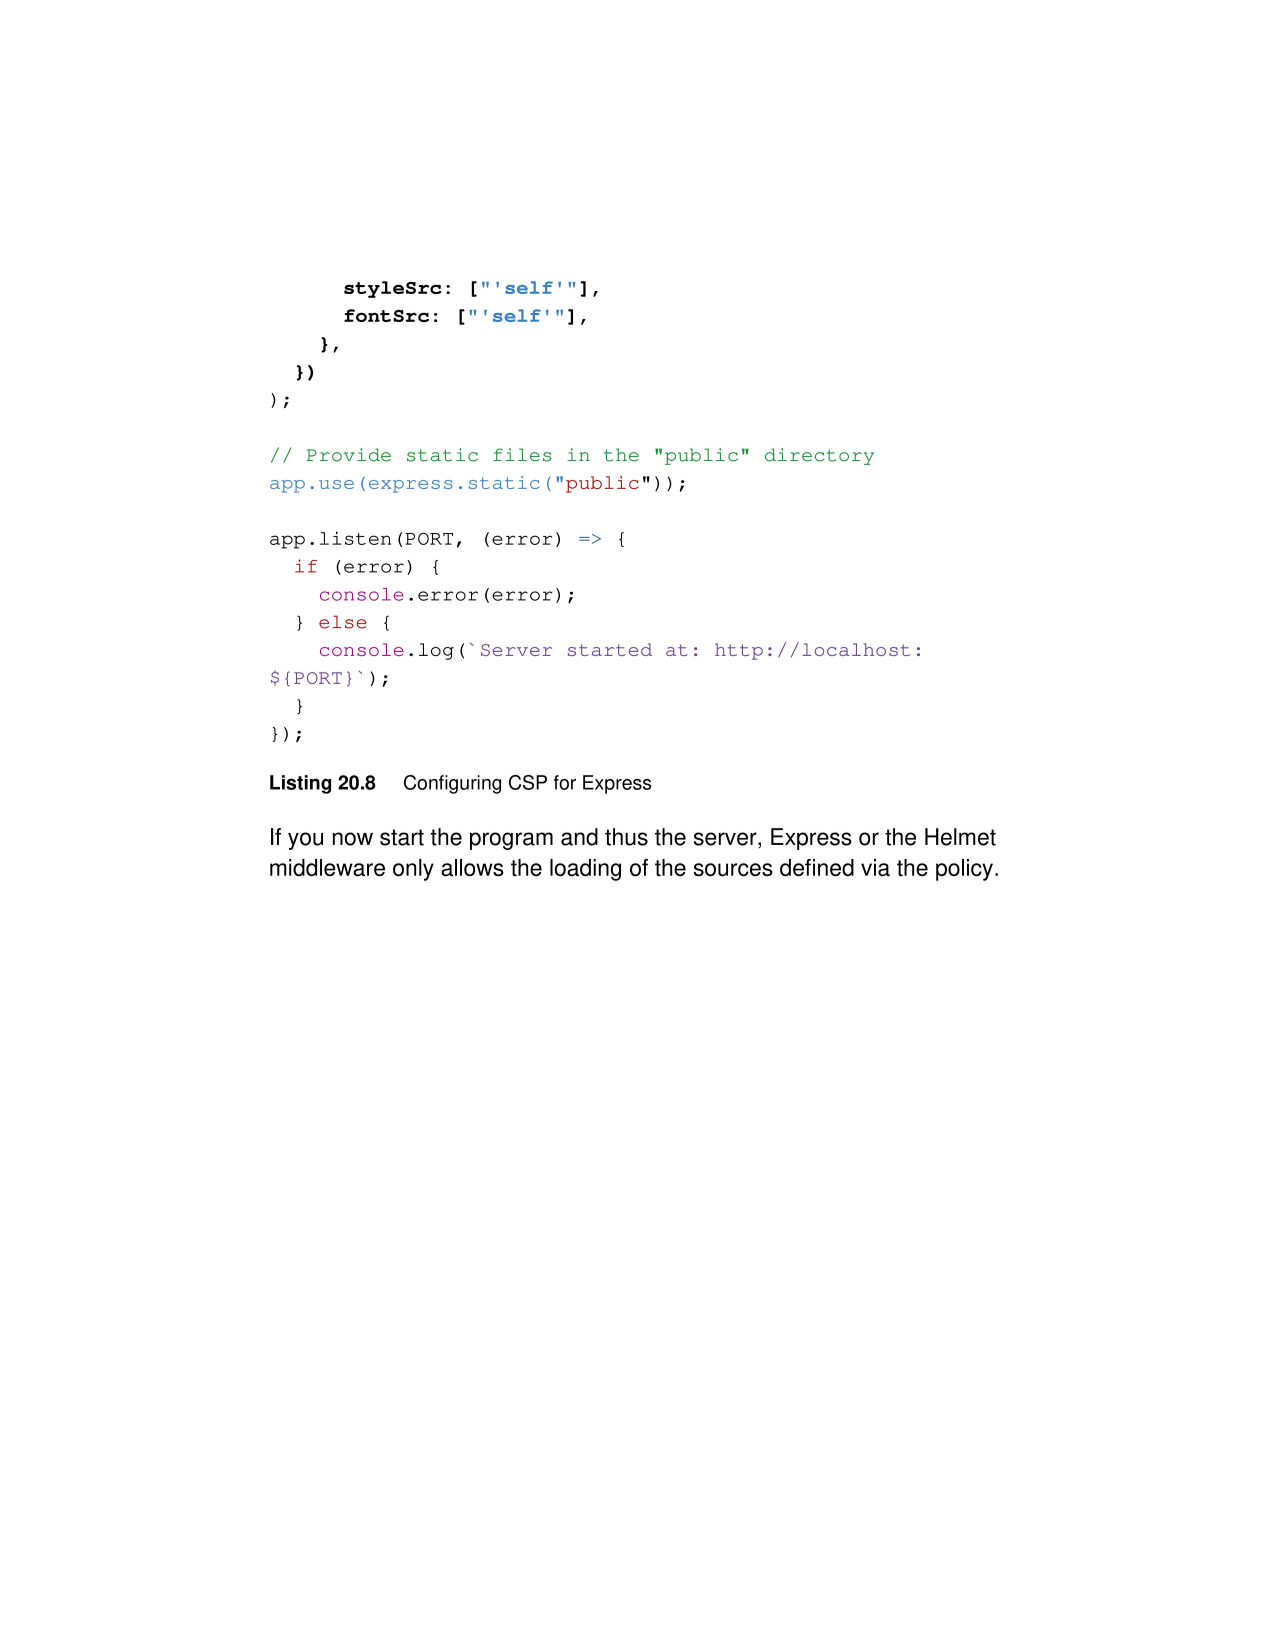 styleSrc: ["'self'"],
      fontSrc: ["'self'"],
    },
  })
);

// Provide static files in the "public" directory
app.use(express.static("public"));

app.listen(PORT, (error) => {
  if (error) {
    console.error(error);
  } else {
    console.log(`Server started at: http://localhost:
${PORT}`);
  }
});
Listing 20.8 Configuring CSP for Express
If you now start the program and thus the server, Express or the Helmet
middleware only allows the loading of the sources defined via the policy.